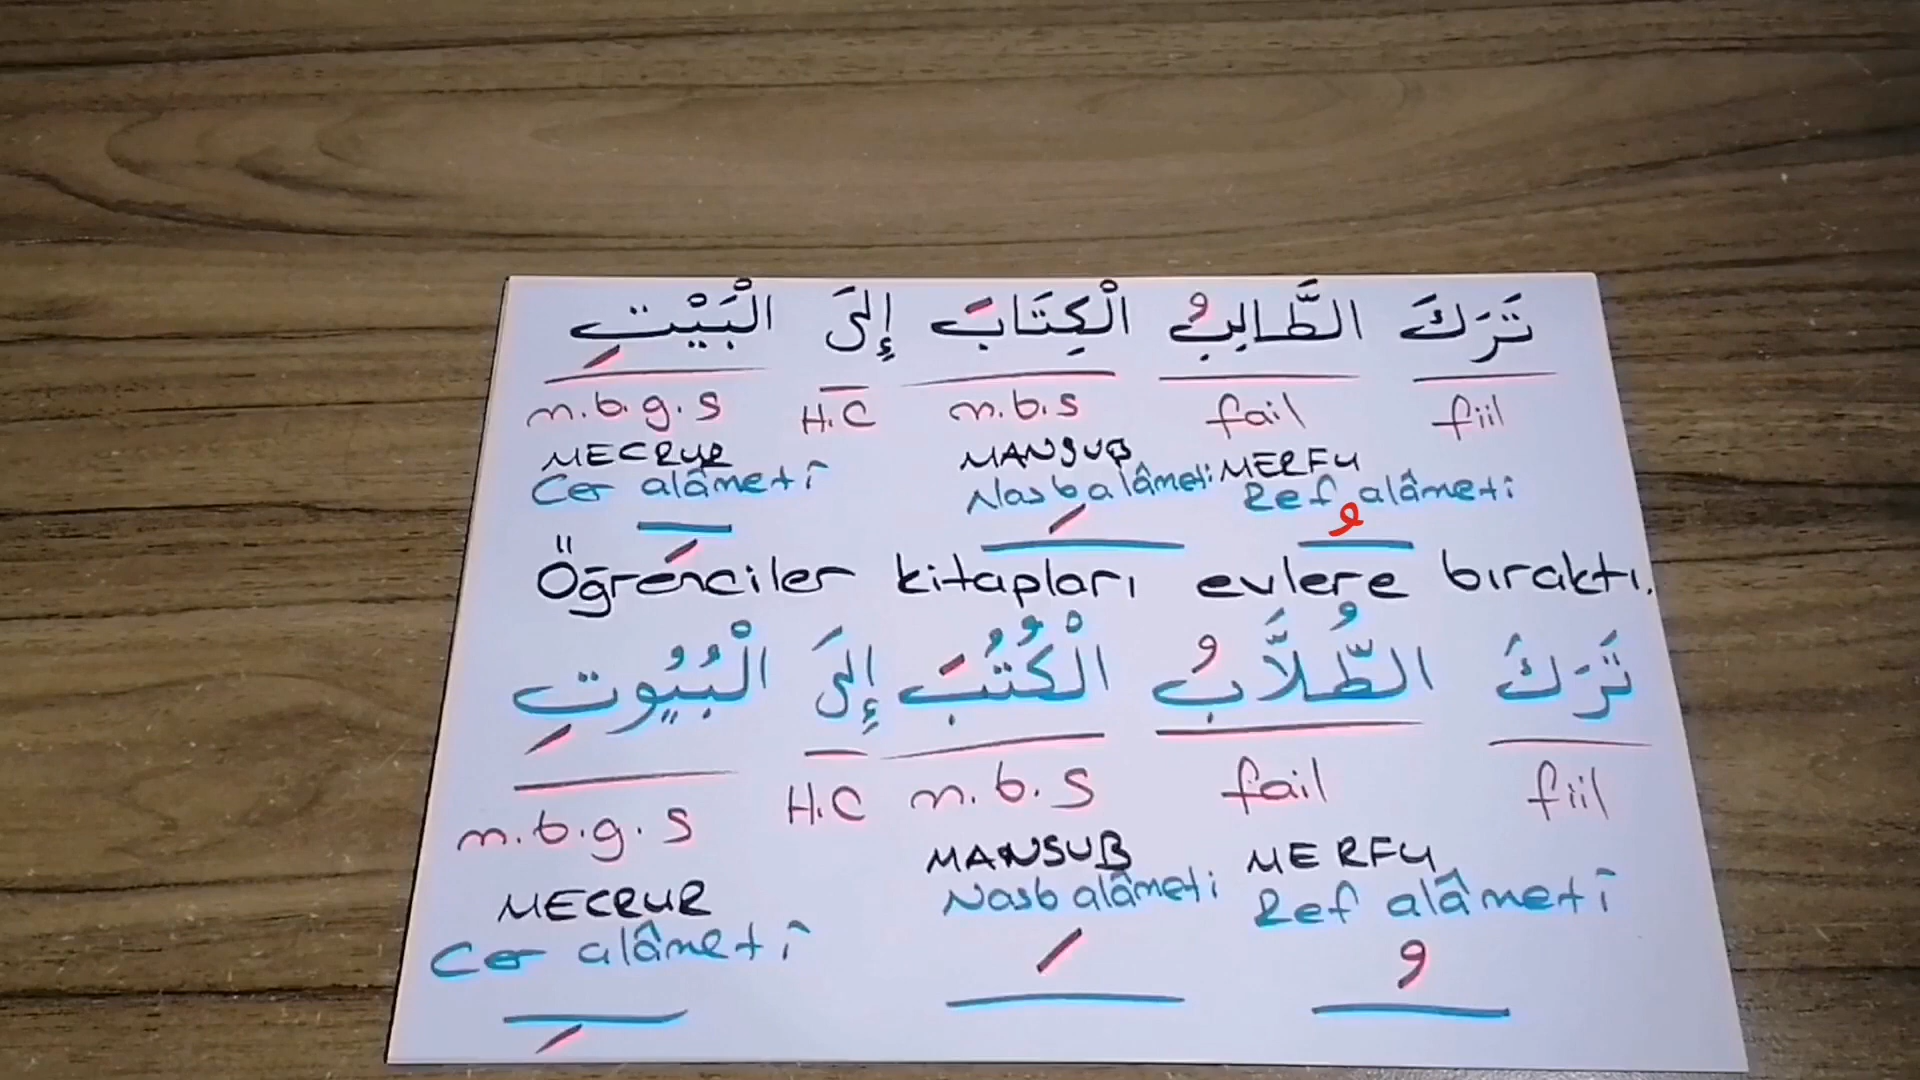 تَرَكَ الطَّالِبُ الْكِتَابَ إِلَى الْبَيْتِ
m.b.g.s H.C m.b.s fail fiil
MECRUR MANSUB MERFU
Cer alâmeti Nasb alâmeti Ref alâmeti
Öğrenciler kitapları evlere bıraktı.
تَرَكَ الطُّلَّابُ الْكُتُبَ إِلَى الْبُيُوتِ
m.b.g.s H.C m.b.s fail fiil
MECRUR MANSUB MERFU
Cer alâmeti Nasb alâmeti Ref alâmeti